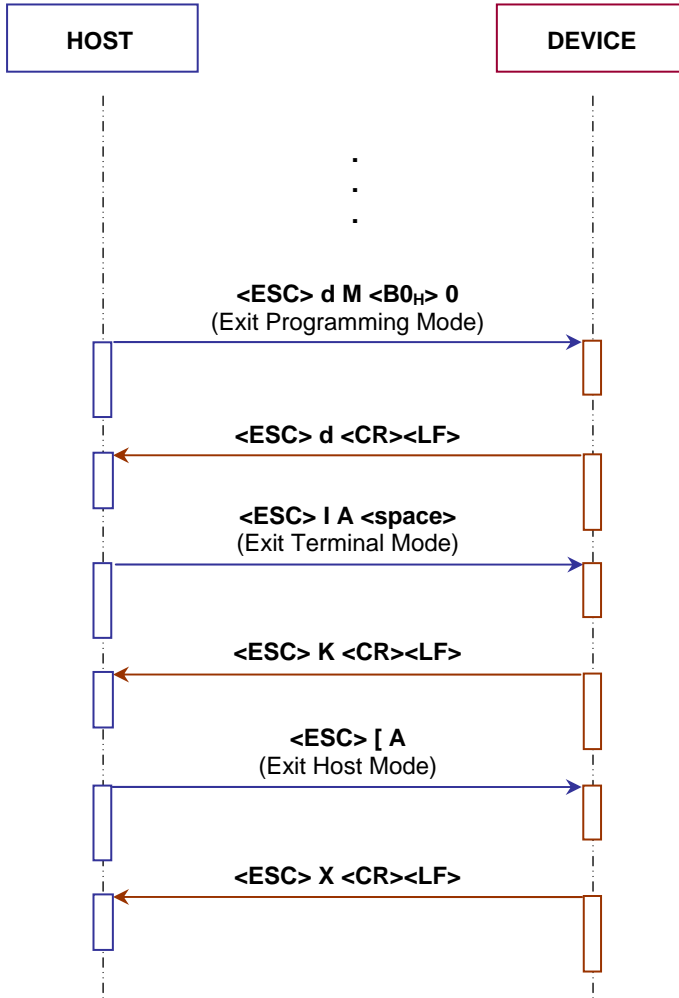 HOST
DEVICE
.
.
.
<ESC> d M <B0H> 0
(Exit Programming Mode)
<ESC> d <CR><LF>
<ESC> I A <space>
(Exit Terminal Mode)
<ESC> K <CR><LF>
<ESC> [ A
(Exit Host Mode)
<ESC> X <CR><LF>